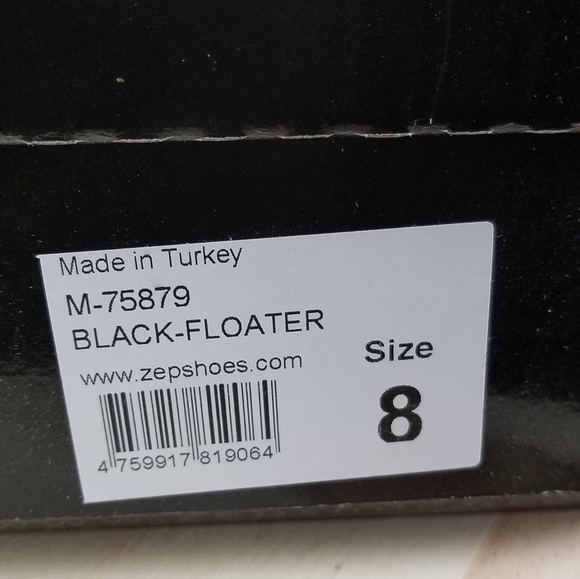 Made in Turkey
M-75879
BLACK-FLOATER
www.zepshoes.com
Size
8
4 759917 819064